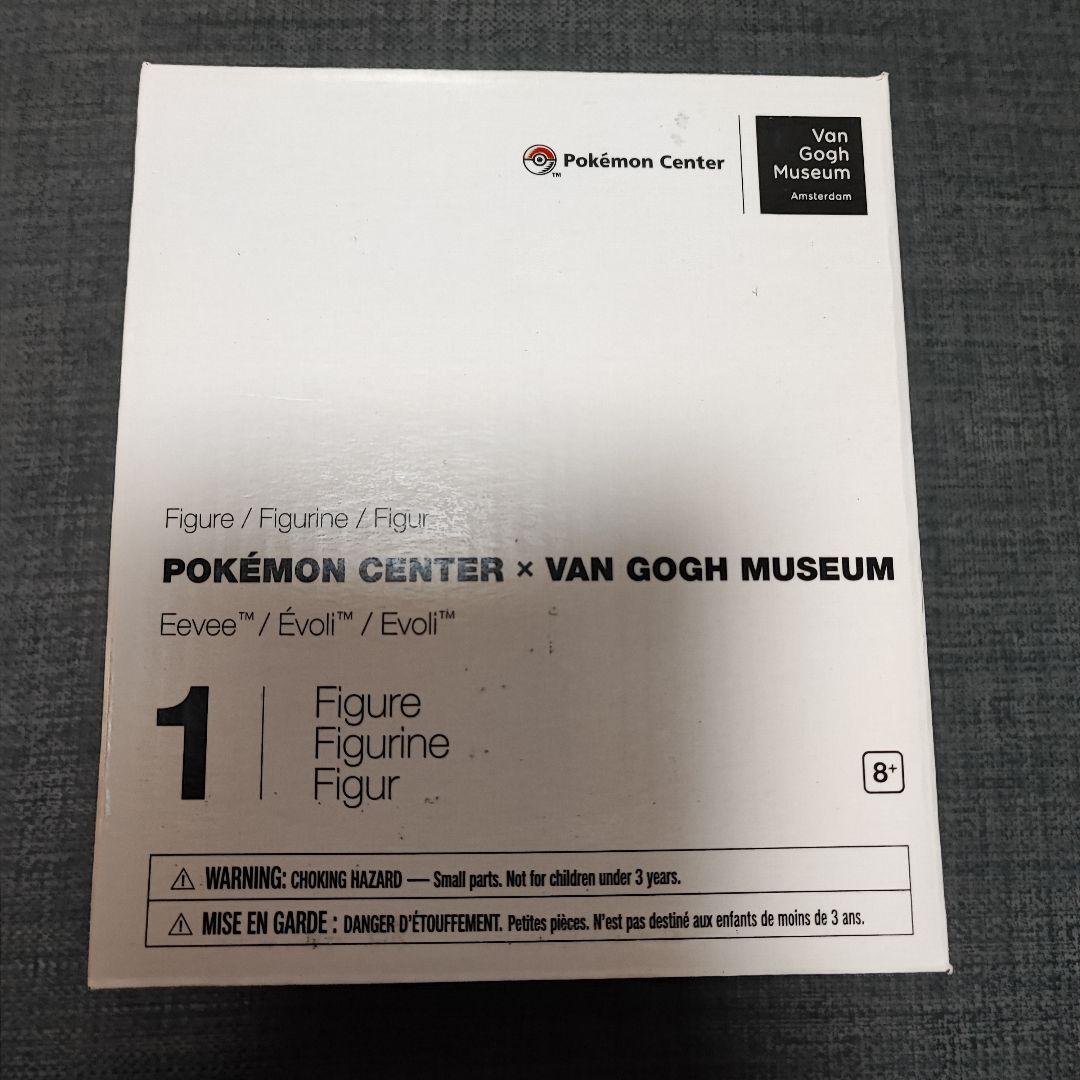 Pokémon Center
TM
Van
Gogh
Museum
Amsterdam
Figure / Figurine / Figur
POKÉMON CENTER × VAN GOGH MUSEUM
Eevee™ / Évoli™ / Evoli™
1
Figure
Figurine
Figur
8+
WARNING: CHOKING HAZARD — Small parts. Not for children under 3 years.
MISE EN GARDE : DANGER D'ÉTOUFFEMENT. Petites pièces. N'est pas destiné aux enfants de moins de 3 ans.